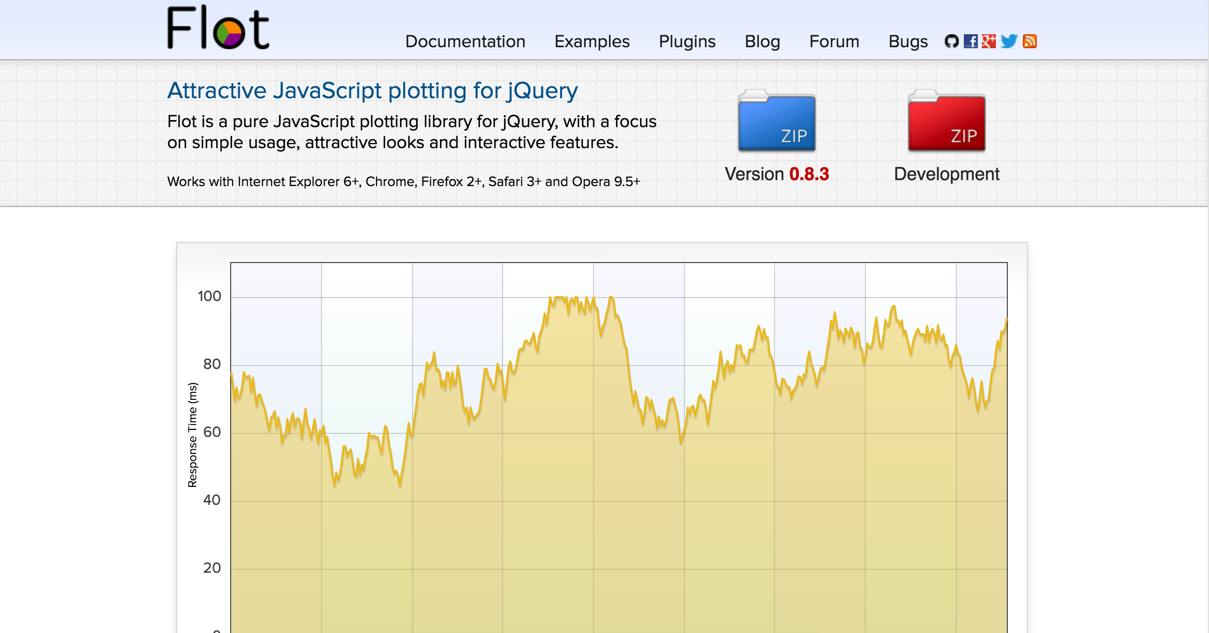 Flot
Documentation Examples Plugins Blog Forum Bugs
Attractive JavaScript plotting for jQuery
Flot is a pure JavaScript plotting library for jQuery, with a focus
on simple usage, attractive looks and interactive features.
Works with Internet Explorer 6+, Chrome, Firefox 2+, Safari 3+ and Opera 9.5+
ZIP
Version 0.8.3
ZIP
Development
Response Time (ms)
100
80
60
40
20